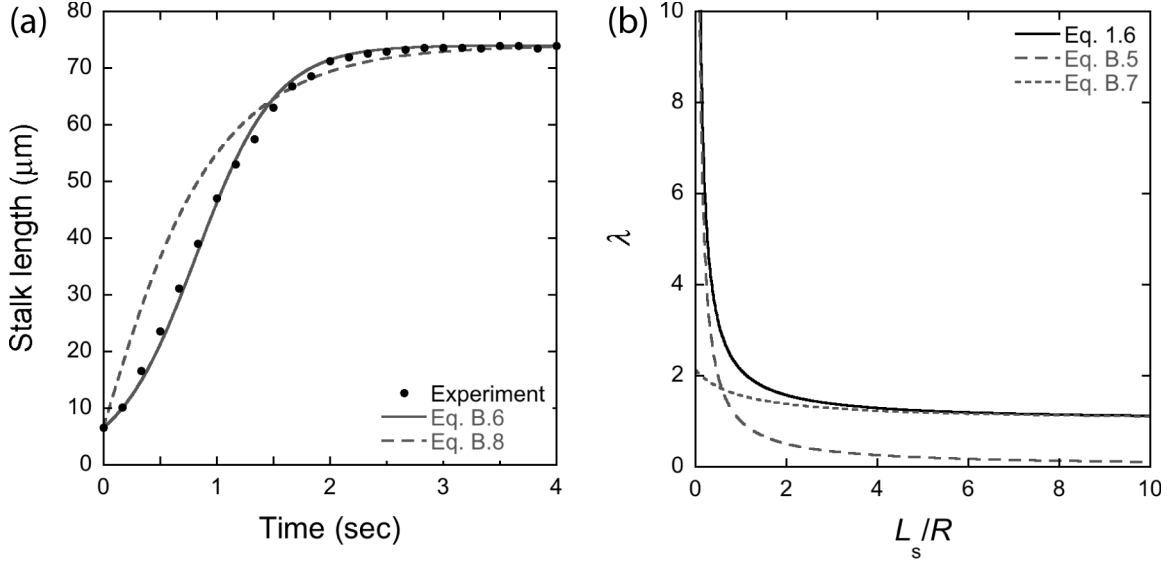 (a)
80
70
60
50
40
30
20
10
0
Stalk length (μm)
Experiment
Eq. B.6
Eq. B.8
0 1 2 3 4
Time (sec)
(b)
10
8
6
4
2
0
λ
Eq. 1.6
Eq. B.5
Eq. B.7
0 2 4 6 8 10
Ls/R